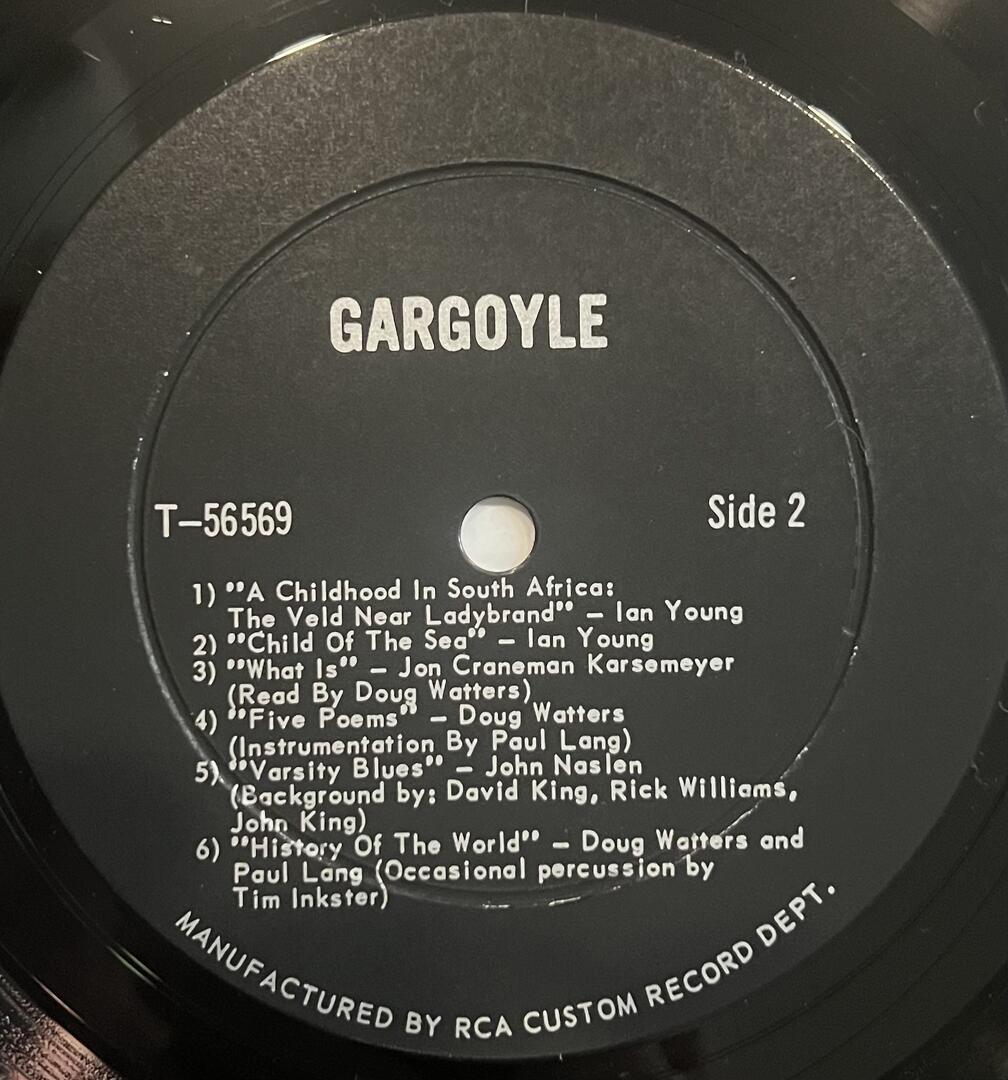 GARGOYLE
T-56569
Side 2
1) "A Childhood In South Africa:
The Veld Near Ladybrand" - Ian Young
2) "Child Of The Sea" - Ian Young
3) "What Is" - Jon Craneman Karsemeyer
(Read By Doug Watters)
4) "Five Poems" - Doug Watters
(Instrumentation By Paul Lang)
5) "Varsity Blues" - John Naslen
(Background by: David King, Rick Williams,
John King)
6) "History Of The World" - Doug Watters and
Paul Lang (Occasional percussion by
Tim Inkster)
MANUFACTURED BY RCA CUSTOM RECORD DEPT.